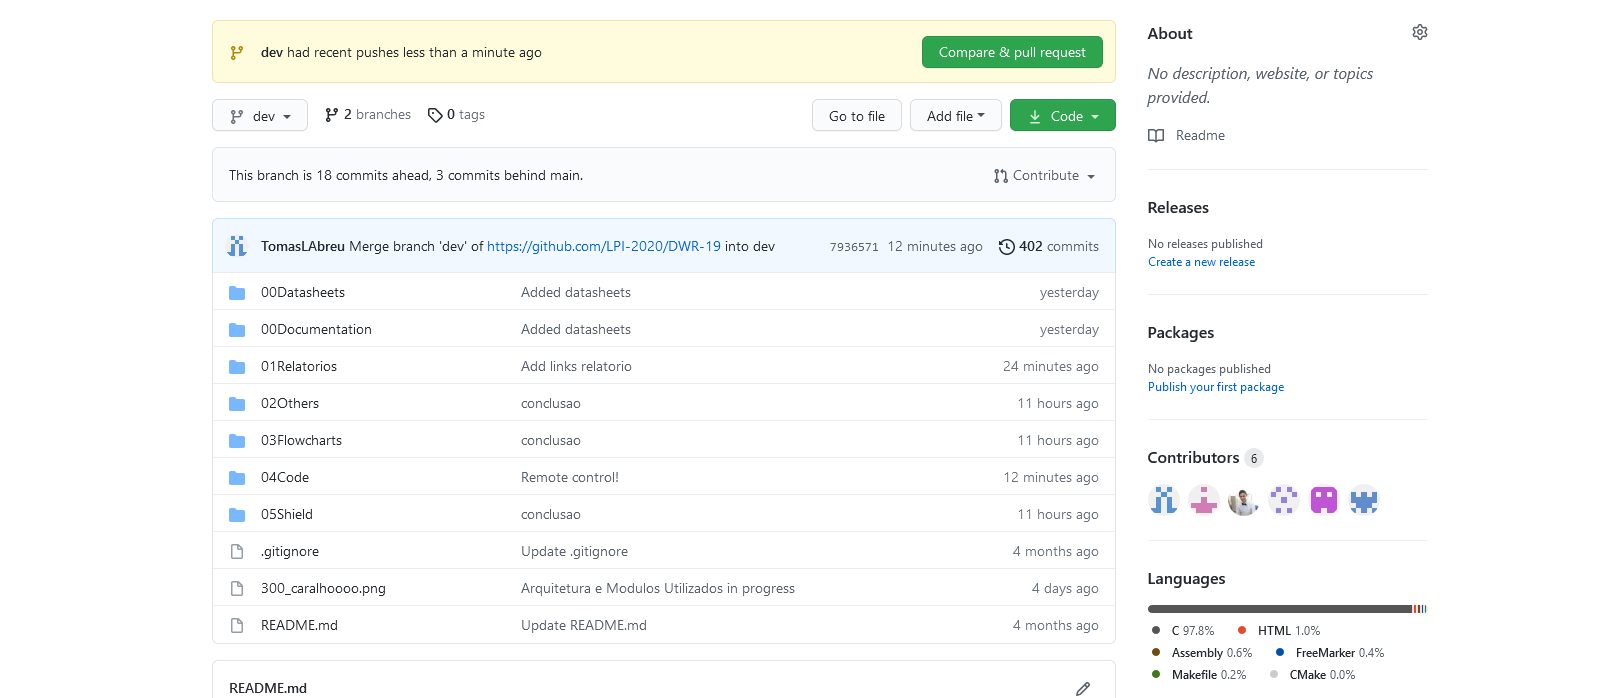 dev had recent pushes less than a minute ago
Compare & pull request
dev
2 branches
0 tags
Go to file
Add file
Code
This branch is 18 commits ahead, 3 commits behind main.
Contribute
TomasLAbreu Merge branch 'dev' of https://github.com/LPI-2020/DWR-19 into dev
7936571 12 minutes ago
402 commits
00Datasheets Added datasheets yesterday
00Documentation Added datasheets yesterday
01Relatorios Add links relatorio 24 minutes ago
02Others conclusao 11 hours ago
03Flowcharts conclusao 11 hours ago
04Code Remote control! 12 minutes ago
05Shield conclusao 11 hours ago
.gitignore Update .gitignore 4 months ago
300_caralhoooo.png Arquitetura e Modulos Utilizados in progress 4 days ago
README.md Update README.md 4 months ago
README.md
About
No description, website, or topics
provided.
Readme
Releases
No releases published
Create a new release
Packages
No packages published
Publish your first package
Contributors 6
Languages
C 97.8% HTML 1.0%
Assembly 0.6% FreeMarker 0.4%
Makefile 0.2% CMake 0.0%